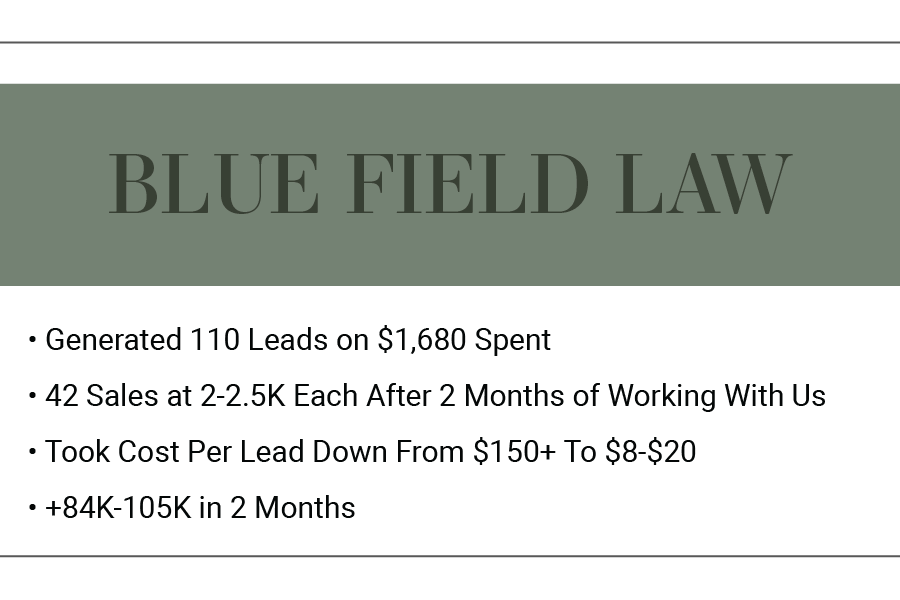 BLUE FIELD LAW
• Generated 110 Leads on $1,680 Spent
• 42 Sales at 2-2.5K Each After 2 Months of Working With Us
• Took Cost Per Lead Down From $150+ To $8-$20
• +84K-105K in 2 Months